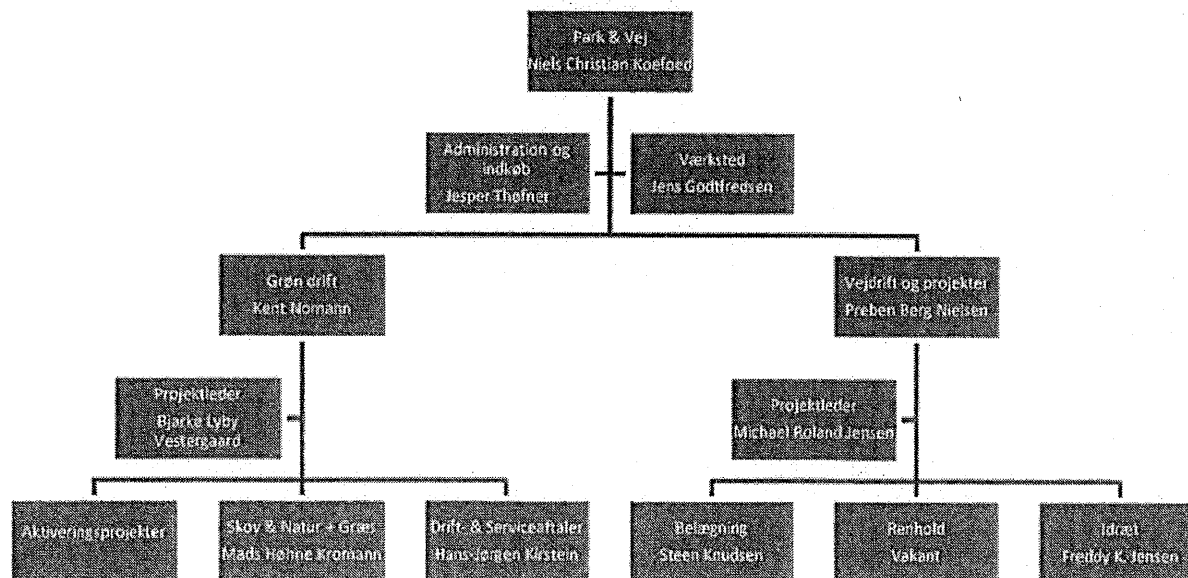 Park & Vej
Niels Christian Koefoed
Administration og
indkøb
Jesper Thofner
Værksted
Jens Godtfredsen
Grøn drift
Kent Nomann
Vejdrift og projekter
Preben Berg Nielsen
Projektleder
Bjarke Lyby
Vestergaard
Projektleder
Michael Roland Jensen
Aktiveringsprojekter
Skov & Natur + Græs
Mads Høhne Kromann
Drift- & Serviceaftaler
Hans-Jørgen Kirstein
Belægning
Steen Knudsen
Renhold
Vakant
Idræt
Freddy K. Jensen